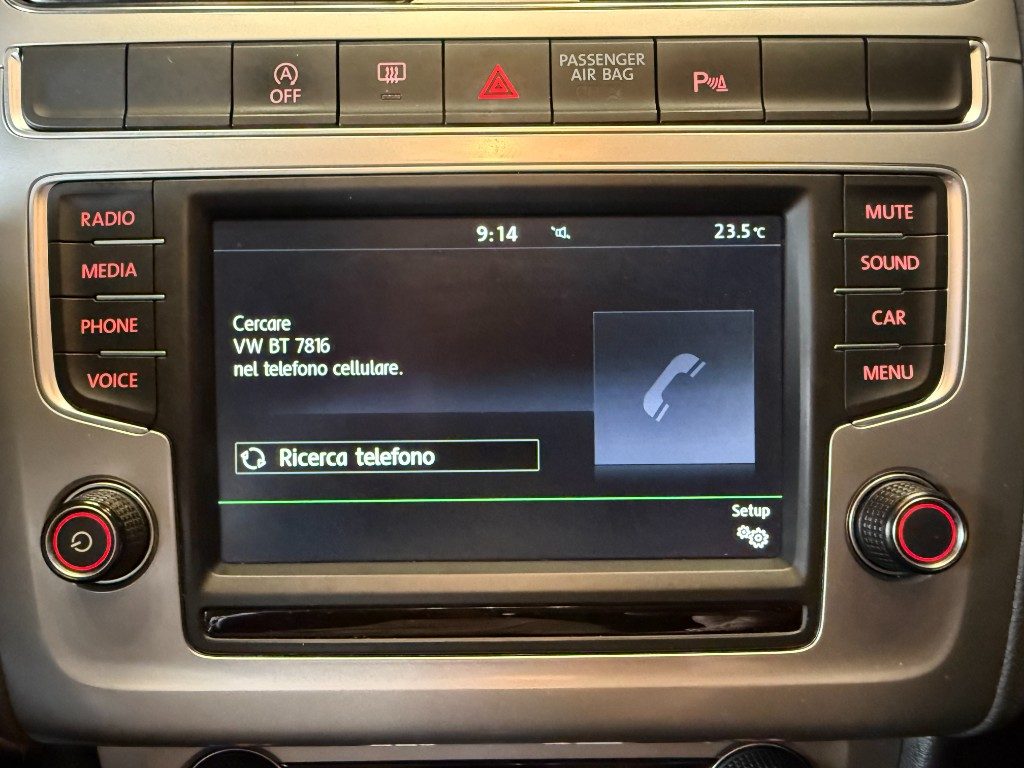 OFF
PASSENGER
AIR BAG
P
RADIO
MEDIA
PHONE
VOICE
9:14
23.5°C
Cercare
VW BT 7816
nel telefono cellulare.
Ricerca telefono
Setup
MUTE
SOUND
CAR
MENU